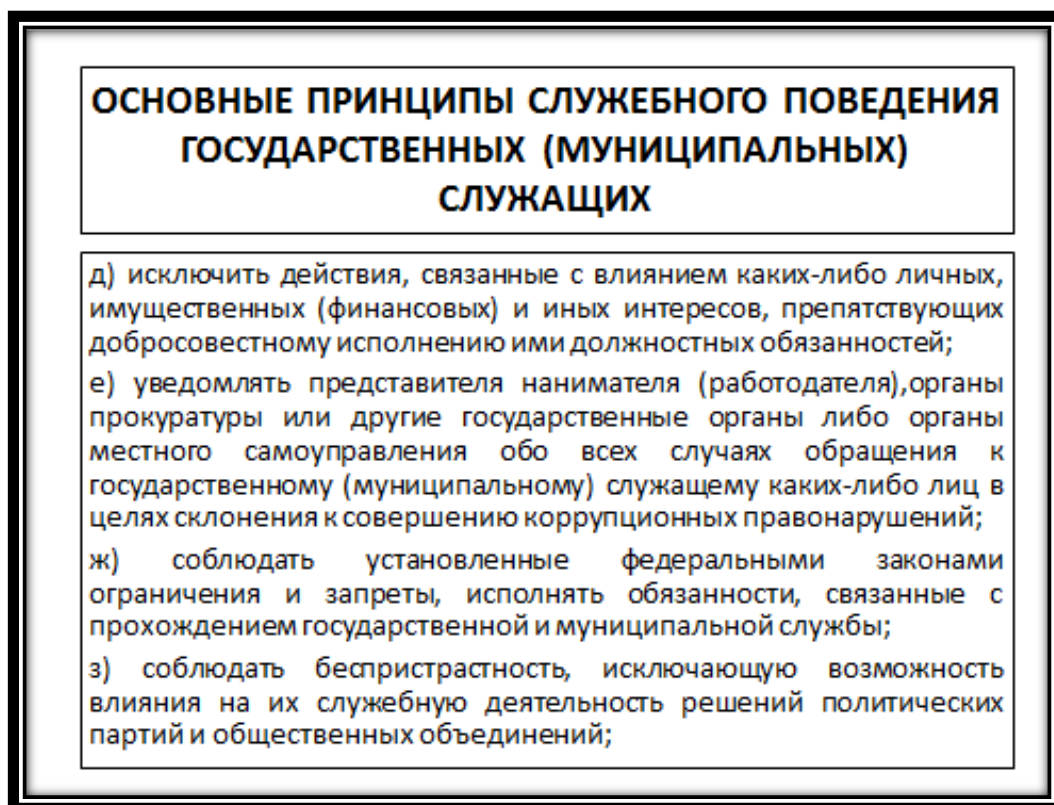 ОСНОВНЫЕ ПРИНЦИПЫ СЛУЖЕБНОГО ПОВЕДЕНИЯ
ГОСУДАРСТВЕННЫХ (МУНИЦИПАЛЬНЫХ)
СЛУЖАЩИХ
д) исключить действия, связанные с влиянием каких-либо личных,
имущественных (финансовых) и иных интересов, препятствующих
добросовестному исполнению ими должностных обязанностей;
е) уведомлять представителя нанимателя (работодателя),органы
прокуратуры или другие государственные органы либо органы
местного самоуправления обо всех случаях обращения к
государственному (муниципальному) служащему каких-либо лиц в
целях склонения к совершению коррупционных правонарушений;
ж) соблюдать установленные федеральными законами
ограничения и запреты, исполнять обязанности, связанные с
прохождением государственной и муниципальной службы;
з) соблюдать беспристрастность, исключающую возможность
влияния на их служебную деятельность решений политических
партий и общественных объединений;